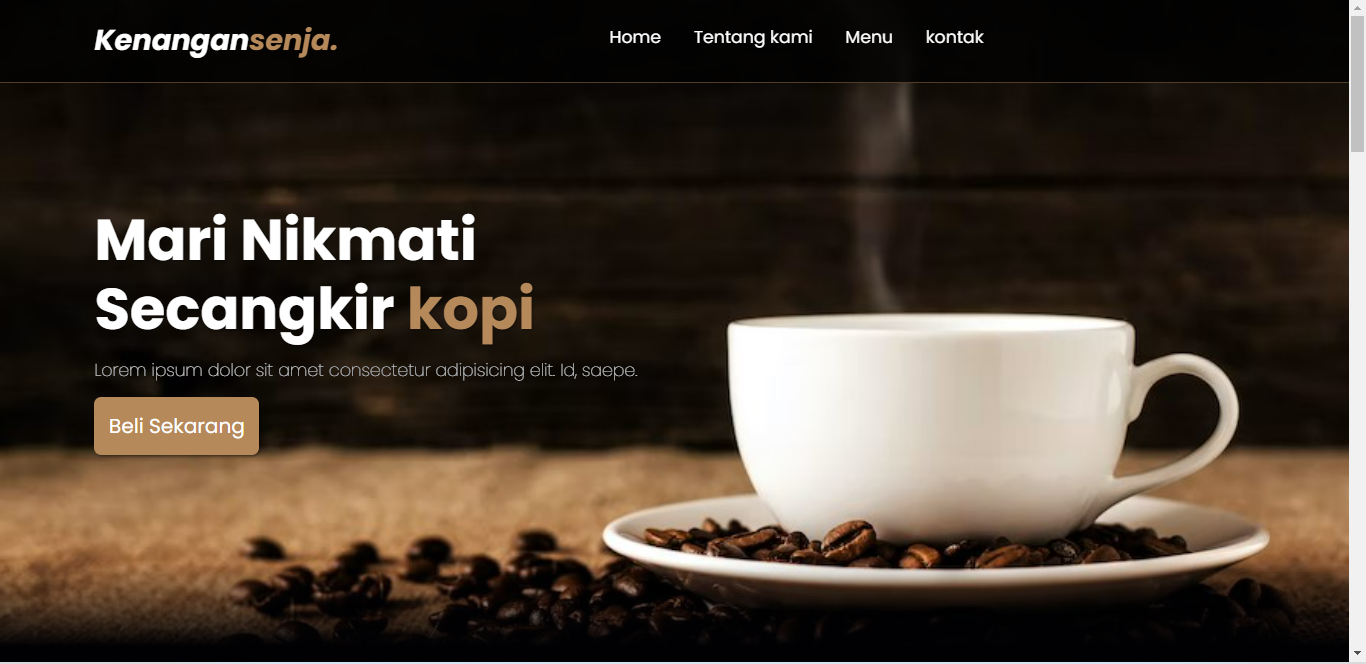 Kenangansenja.
Home Tentang kami Menu kontak
Mari Nikmati
Secangkir kopi
Lorem ipsum dolor sit amet consectetur adipisicing elit. Id, saepe.
Beli Sekarang